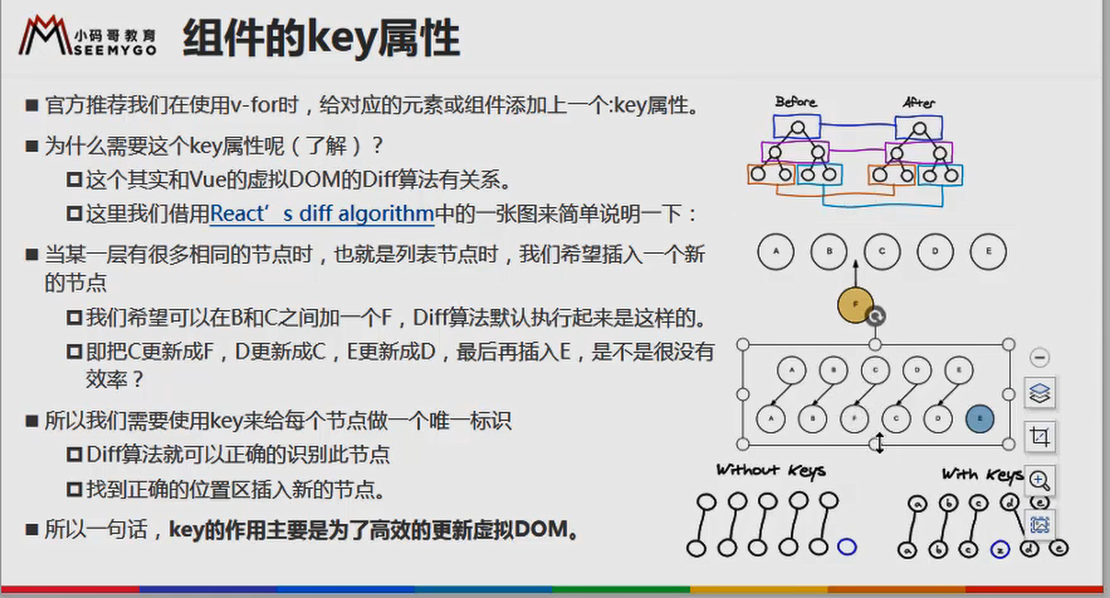 小码哥教育
SEEMYGO
组件的key属性
官方推荐我们在使用v-for时，给对应的元素或组件添加上一个:key属性。
为什么需要这个key属性呢（了解）？
这个其实和Vue的虚拟DOM的Diff算法有关系。
这里我们借用React’s diff algorithm中的一张图来简单说明一下：
当某一层有很多相同的节点时，也就是列表节点时，我们希望插入一个新
的节点
我们希望可以在B和C之间加一个F，Diff算法默认执行起来是这样的。
即把C更新成F，D更新成C，E更新成D，最后再插入E，是不是很没有
效率？
所以我们需要使用key来给每个节点做一个唯一标识
Diff算法就可以正确的识别此节点
找到正确的位置区插入新的节点。
所以一句话，key的作用主要是为了高效的更新虚拟DOM。
Before After
A B C D E
F
A B C D E
A B F C D E
Without Keys
With Keys
a b c d e
a b c z d e